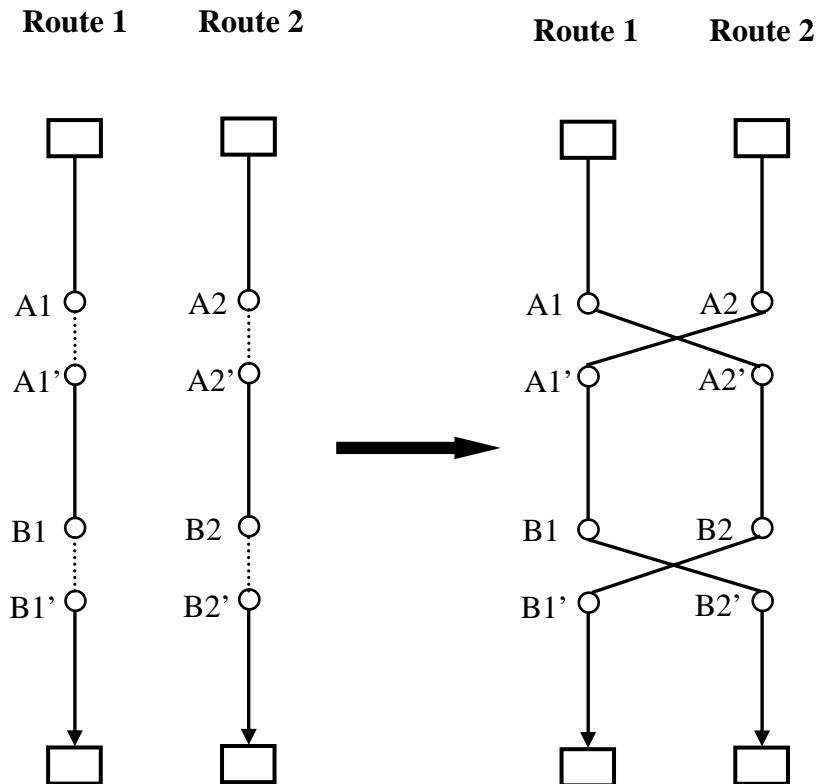 Route 1 Route 2 Route 1 Route 2
A1 A2 A1 A2
A1’ A2’ A1’ A2’
B1 B2 B1 B2
B1’ B2’ B1’ B2’